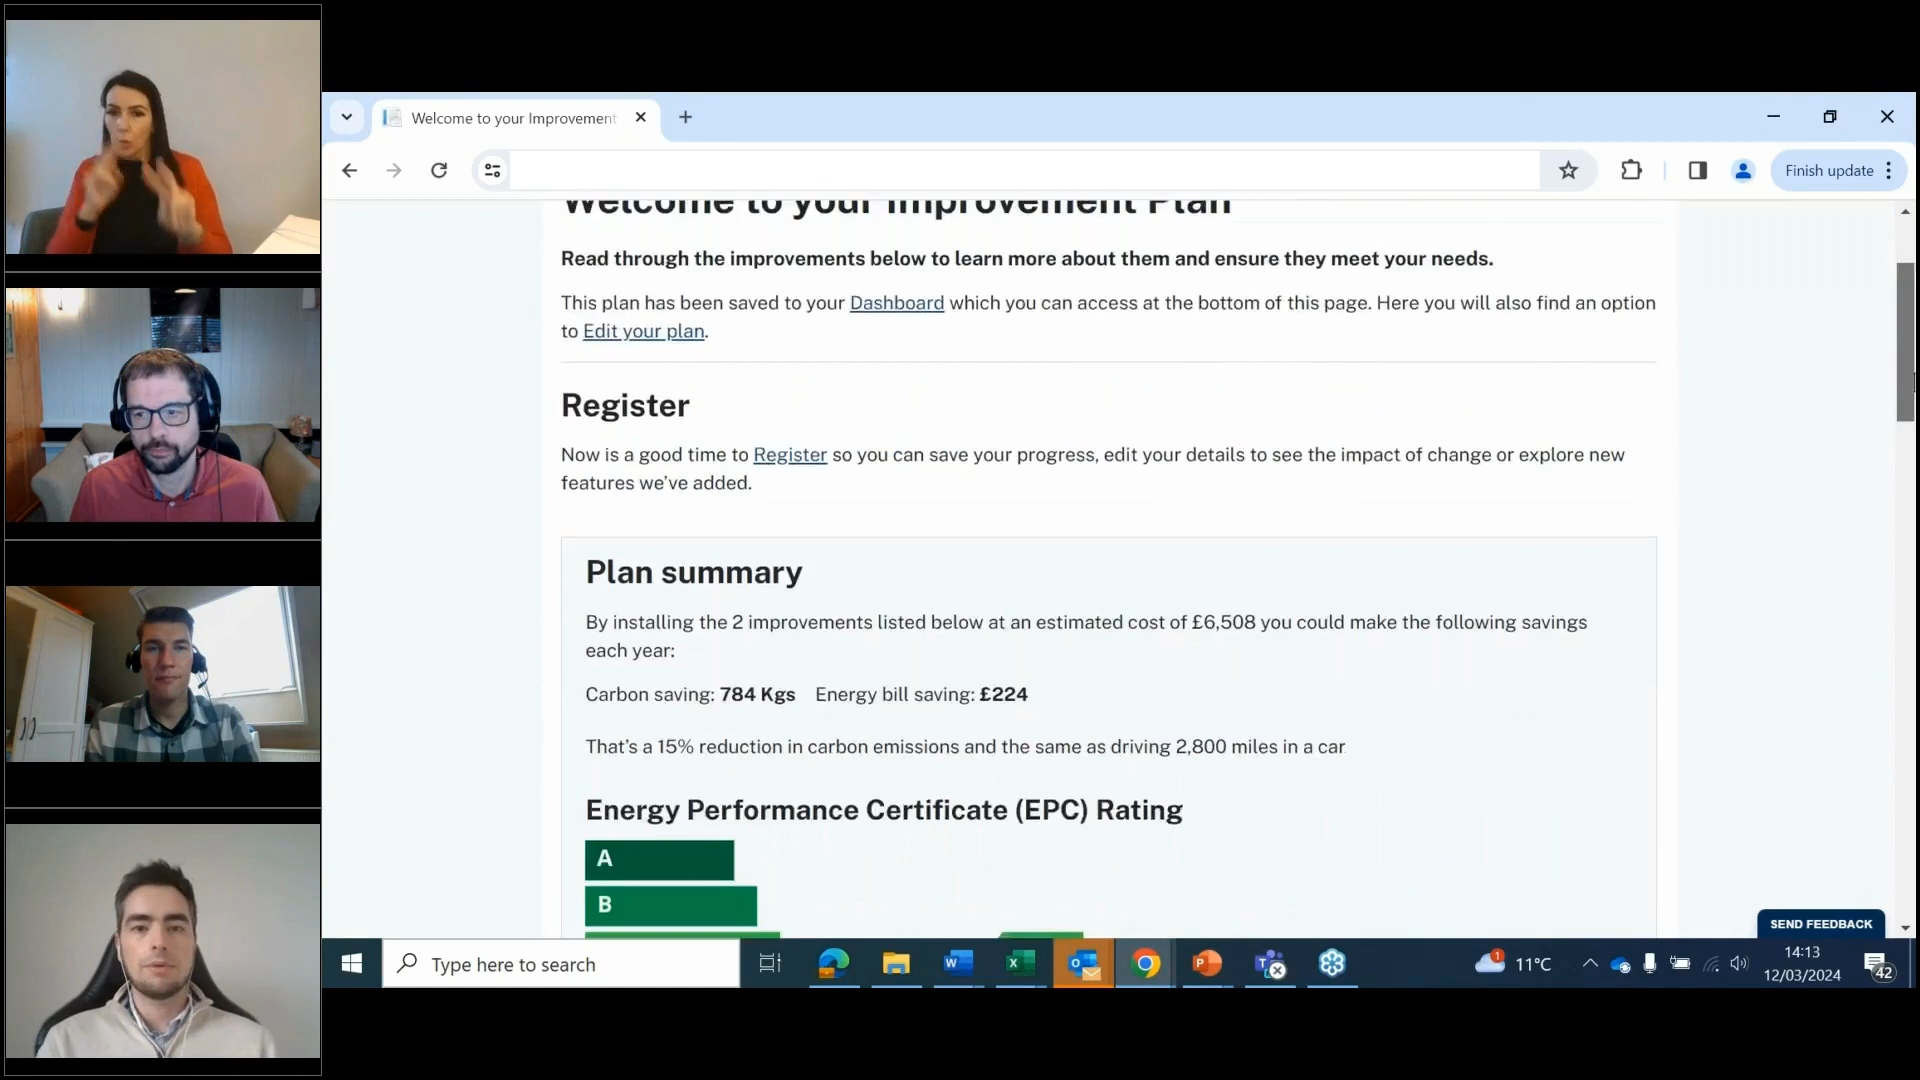 Welcome to your Improvement
Finish update
Welcome to your Improvement Plan
Read through the improvements below to learn more about them and ensure they meet your needs.
This plan has been saved to your Dashboard which you can access at the bottom of this page. Here you will also find an option
to Edit your plan.
Register
Now is a good time to Register so you can save your progress, edit your details to see the impact of change or explore new
features we've added.
Plan summary
By installing the 2 improvements listed below at an estimated cost of £6,508 you could make the following savings
each year:
Carbon saving: 784 Kgs Energy bill saving: £224
That's a 15% reduction in carbon emissions and the same as driving 2,800 miles in a car
Energy Performance Certificate (EPC) Rating
A
B
SEND FEEDBACK
Type here to search
1
11°C
14:13
12/03/2024
42